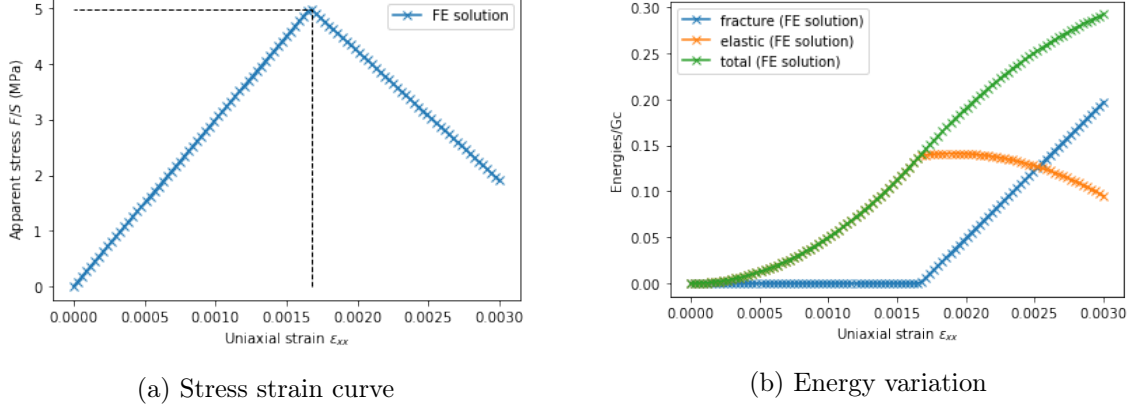 5
4
3
2
1
0
Apparent stress F/S (MPa)
FE solution
0.0000 0.0005 0.0010 0.0015 0.0020 0.0025 0.0030
Uniaxial strain εxx
(a) Stress strain curve
0.30
0.25
0.20
0.15
0.10
0.05
0.00
Energies/Gc
fracture (FE solution)
elastic (FE solution)
total (FE solution)
0.0000 0.0005 0.0010 0.0015 0.0020 0.0025 0.0030
Uniaxial strain εxx
(b) Energy variation